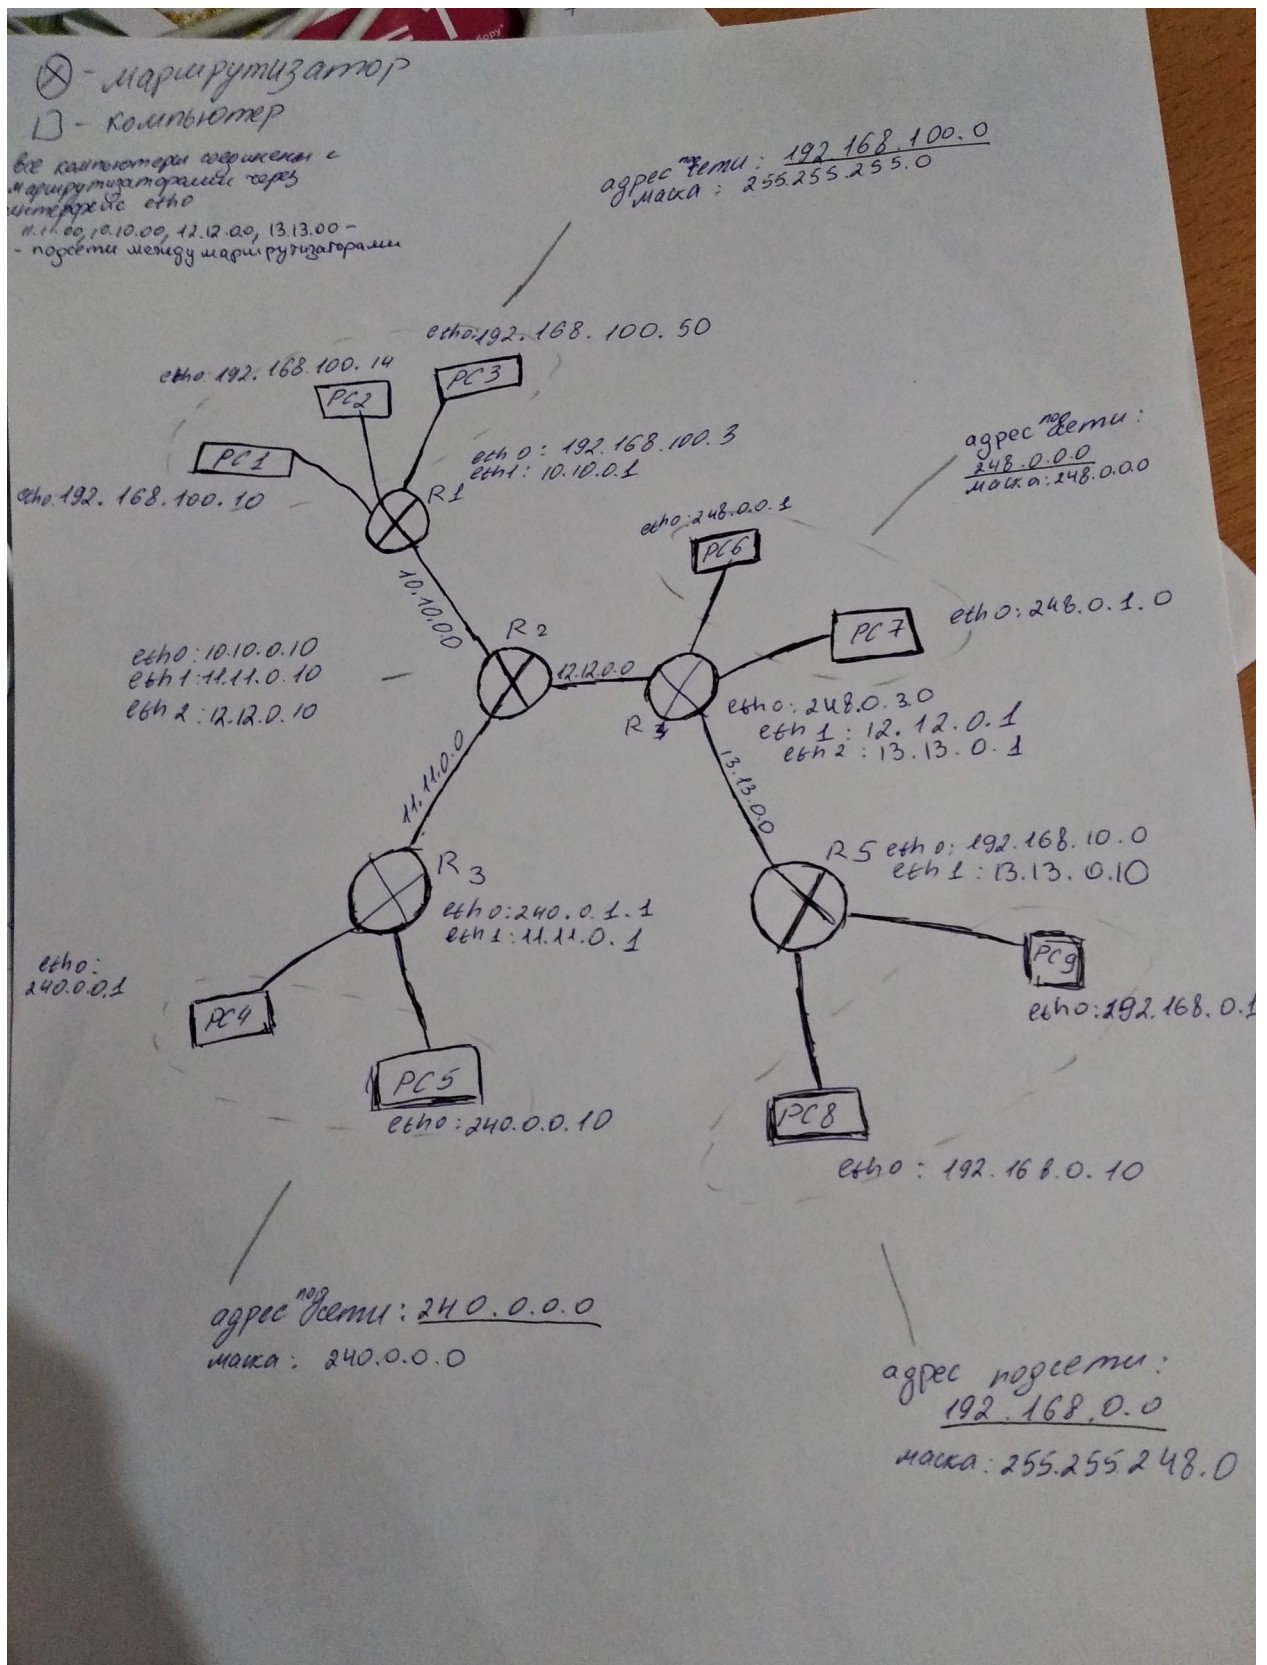 - маршрутизатор
- компьютер
все компьютеры соединены с
маршрутизаторами через
интерфейс eth0
11.11.0.0, 10.10.0.0, 12.12.0.0, 13.13.0.0 -
- подсети между маршрутизаторами
адрес подсети: 192.168.100.0
маска: 255.255.255.0
eth0:192.168.100.50
eth0:192.168.100.14
PC3
PC2
PC1
eth0:192.168.100.10
eth0: 192.168.100.3
eth1: 10.10.0.1
R1
адрес подсети:
248.0.0.0
маска:248.0.0.0
eth0:248.0.0.1
PC6
PC7
eth0:248.0.1.0
10.10.0.0
R2
eth0:10.10.0.10
eth1:11.11.0.10
eth2:12.12.0.10
12.12.0.0
R4
eth0:248.0.3.0
eth1:12.12.0.1
eth2:13.13.0.1
11.11.0.0
13.13.0.0
R3
eth0:240.0.1.1
eth1:11.11.0.1
R5 eth0:192.168.10.0
eth1:13.13.0.10
PC9
eth0:192.168.0.1
eth0:
240.0.0.1
PC4
PC5
eth0:240.0.0.10
PC8
eth0:192.168.0.10
адрес подсети:240.0.0.0
маска: 240.0.0.0
адрес подсети:
192.168.0.0
маска:255.255.248.0